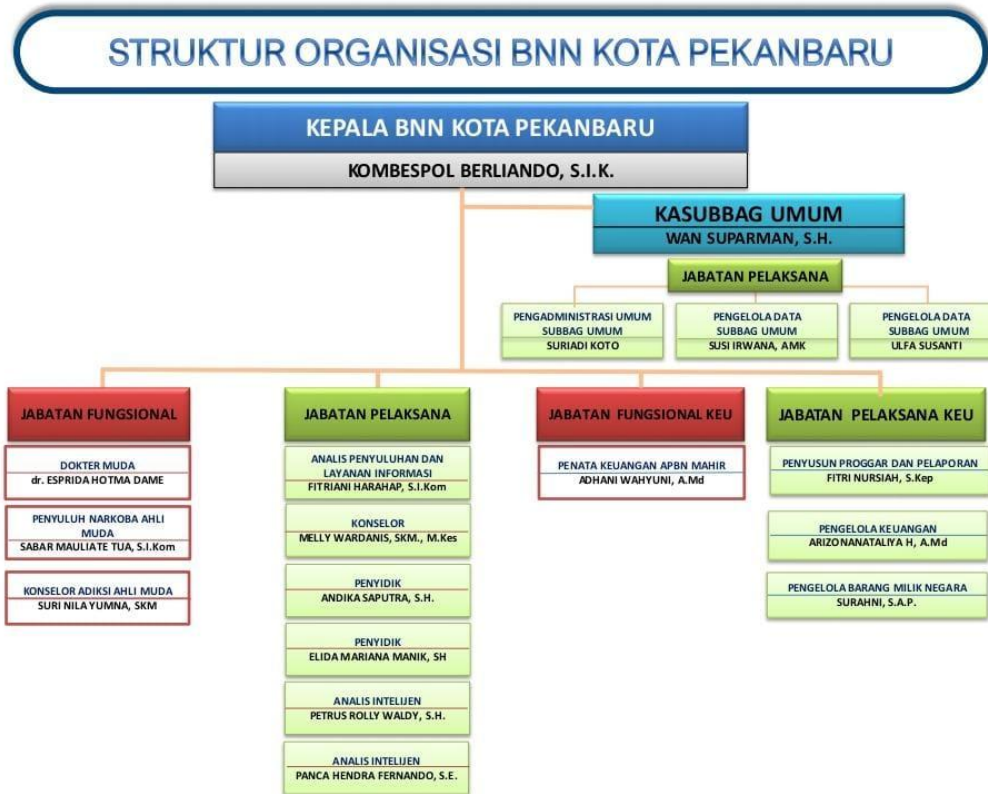 STRUKTUR ORGANISASI BNN KOTA PEKANBARU
KEPALA BNN KOTA PEKANBARU
KOMBESPOL BERLIANDO, S.I.K.
KASUBBAG UMUM
WAN SUPARMAN, S.H.
JABATAN PELAKSANA
PENGADMINISTRASI UMUM
SUBBAG UMUM
SURIADI KOTO
PENGELOLA DATA
SUBBAG UMUM
SUSI IRWANA, AMK
PENGELOLA DATA
SUBBAG UMUM
ULFA SUSANTI
JABATAN FUNGSIONAL
DOKTER MUDA
dr. ESPRIDA HOTMA DAME
PENYULUH NARKOBA AHLI
MUDA
SABAR MAULIATE TUA, S.I.Kom
KONSELOR ADIKSI AHLI MUDA
SURI NILA YUMNA, SKM
JABATAN PELAKSANA
ANALIS PENYULUHAN DAN
LAYANAN INFORMASI
FITRIANI HARAHAP, S.I.Kom
KONSELOR
MELLY WARDANIS, SKM., M.Kes
PENYIDIK
ANDIKA SAPUTRA, S.H.
PENYIDIK
ELIDA MARIANA MANIK, SH
ANALIS INTELIJEN
PETRUS ROLLY WALDY, S.H.
ANALIS INTELIJEN
PANCA HENDRA FERNANDO, S.E.
JABATAN FUNGSIONAL KEU
PENATA KEUANGAN APBN MAHIR
ADHANI WAHYUNI, A.Md
JABATAN PELAKSANA KEU
PENYUSUN PROGGAR DAN PELAPORAN
FITRI NURSIAH, S.Kep
PENGELOLA KEUANGAN
ARIZONANATALIYA H, A.Md
PENGELOLA BARANG MILIK NEGARA
SURAHNI, S.A.P.